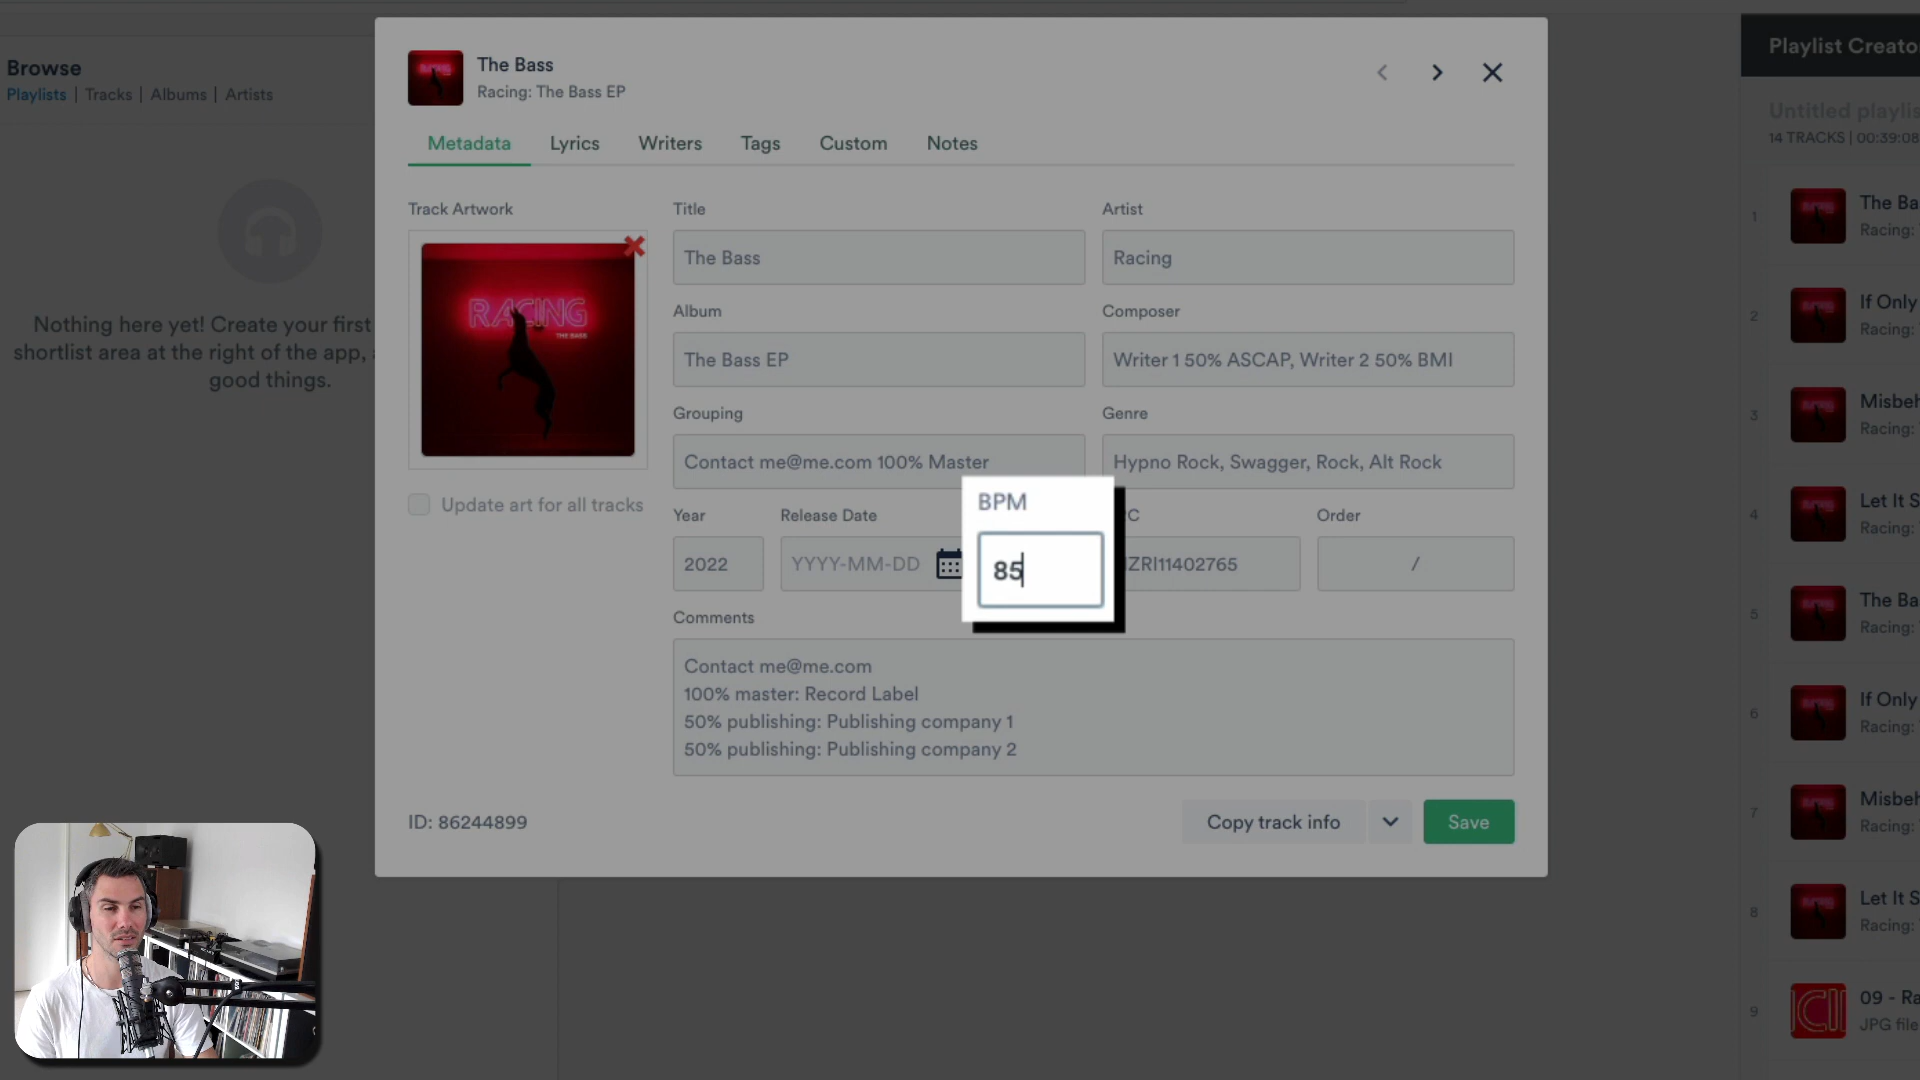 Browse
Playlists | Tracks | Albums | Artists
Nothing here yet! Create your first
shortlist area at the right of the app,
good things.
The Bass
Racing: The Bass EP
Metadata
Lyrics
Writers
Tags
Custom
Notes
Track Artwork
RACING
THE BASS
Update art for all tracks
Title
The Bass
Artist
Racing
Album
The Bass EP
Composer
Writer 1 50% ASCAP, Writer 2 50% BMI
Grouping
Contact me@me.com 100% Master
Genre
Hypno Rock, Swagger, Rock, Alt Rock
Year
2022
Release Date
YYYY-MM-DD
BPM
85
C
ZRI11402765
Order
/
Comments
Contact me@me.com
100% master: Record Label
50% publishing: Publishing company 1
50% publishing: Publishing company 2
ID: 86244899
Copy track info
Save
Playlist Creato
Untitled playlis
14 TRACKS | 00:39:08
1
The Ba
Racing:
2
If Only
Racing:
3
Misbeh
Racing:
4
Let It S
Racing:
5
The Ba
Racing:
6
If Only
Racing:
7
Misbeh
Racing:
8
Let It S
Racing:
9
09 - Ra
JPG file